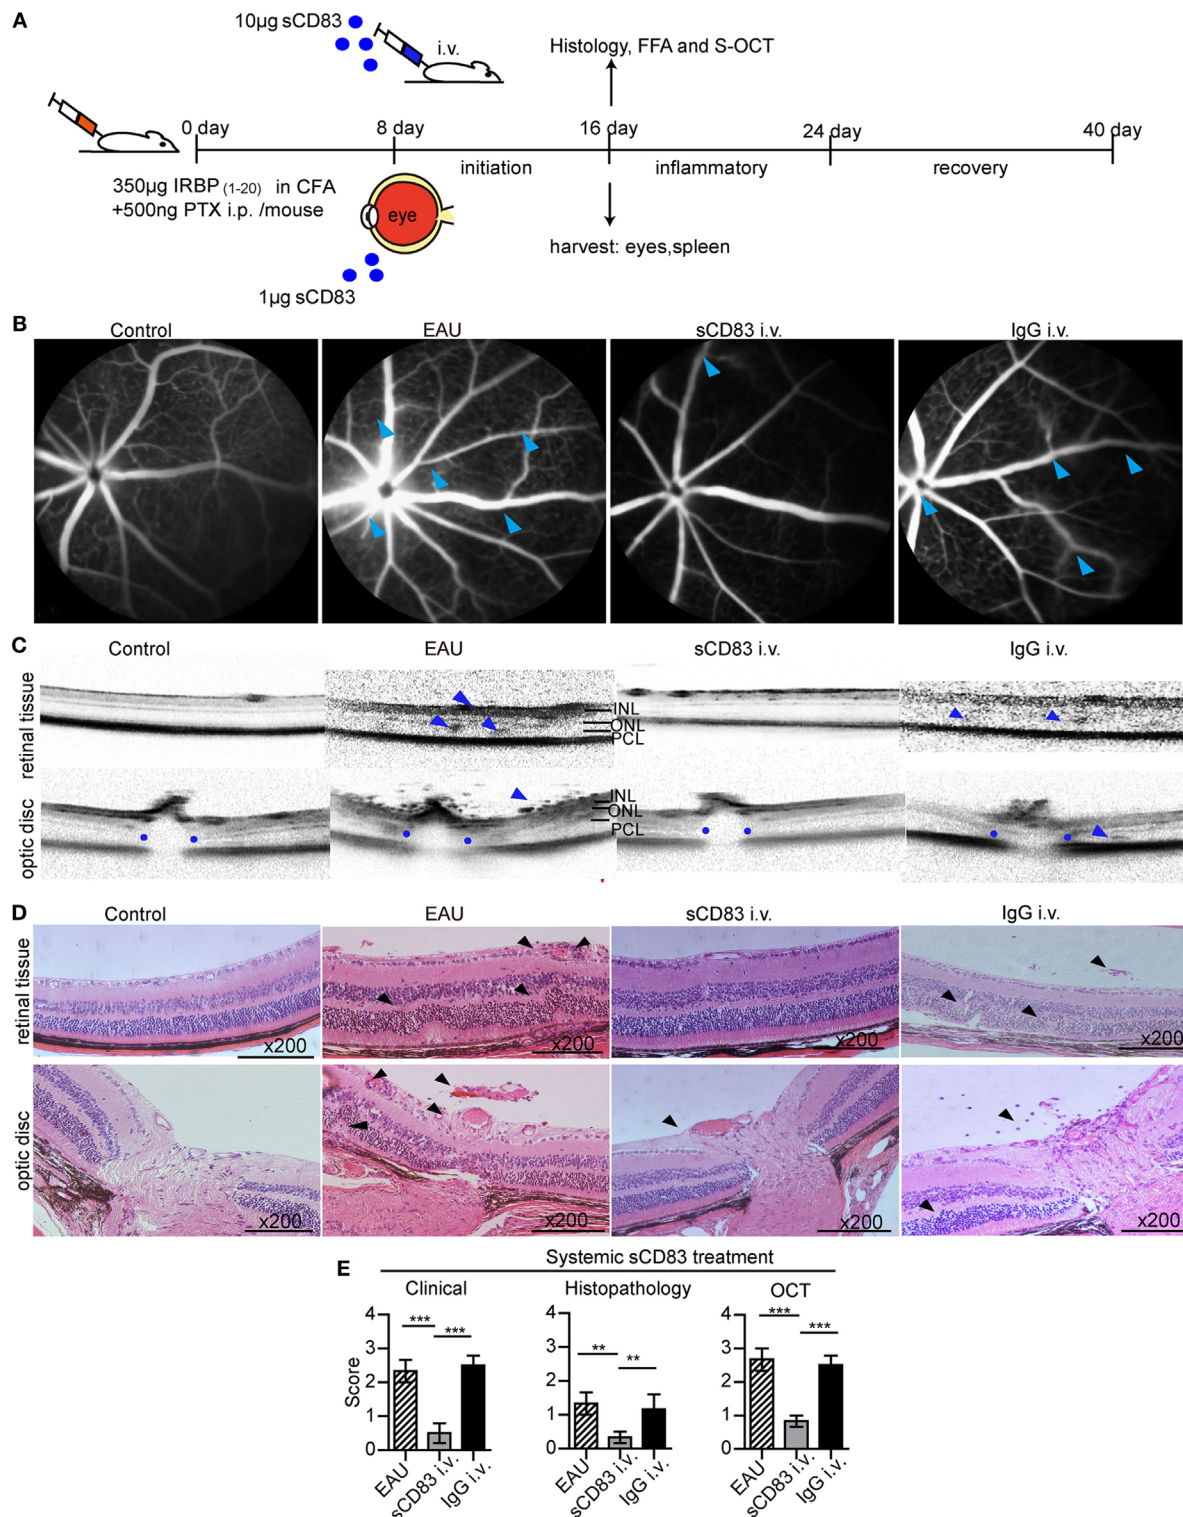 A
10µg sCD83
i.v.
Histology, FFA and S-OCT
0 day
8 day
16 day
24 day
40 day
initiation
inflammatory
recovery
350µg IRBP (1-20) in CFA
+500ng PTX i.p. /mouse
eye
harvest: eyes,spleen
1µg sCD83
B
Control
EAU
sCD83 i.v.
IgG i.v.
C
Control
EAU
sCD83 i.v.
IgG i.v.
retinal tissue
INL
ONL
PCL
optic disc
INL
ONL
PCL
D
Control
EAU
sCD83 i.v.
IgG i.v.
retinal tissue
x200
x200
x200
x200
optic disc
x200
x200
x200
x200
E
Systemic sCD83 treatment
Clinical
Histopathology
OCT
Score
4
3
2
1
0
***
***
EAU
sCD83 i.v.
IgG i.v.
4
3
2
1
0
**
**
EAU
sCD83 i.v.
IgG i.v.
4
3
2
1
0
***
***
EAU
sCD83 i.v.
IgG i.v.